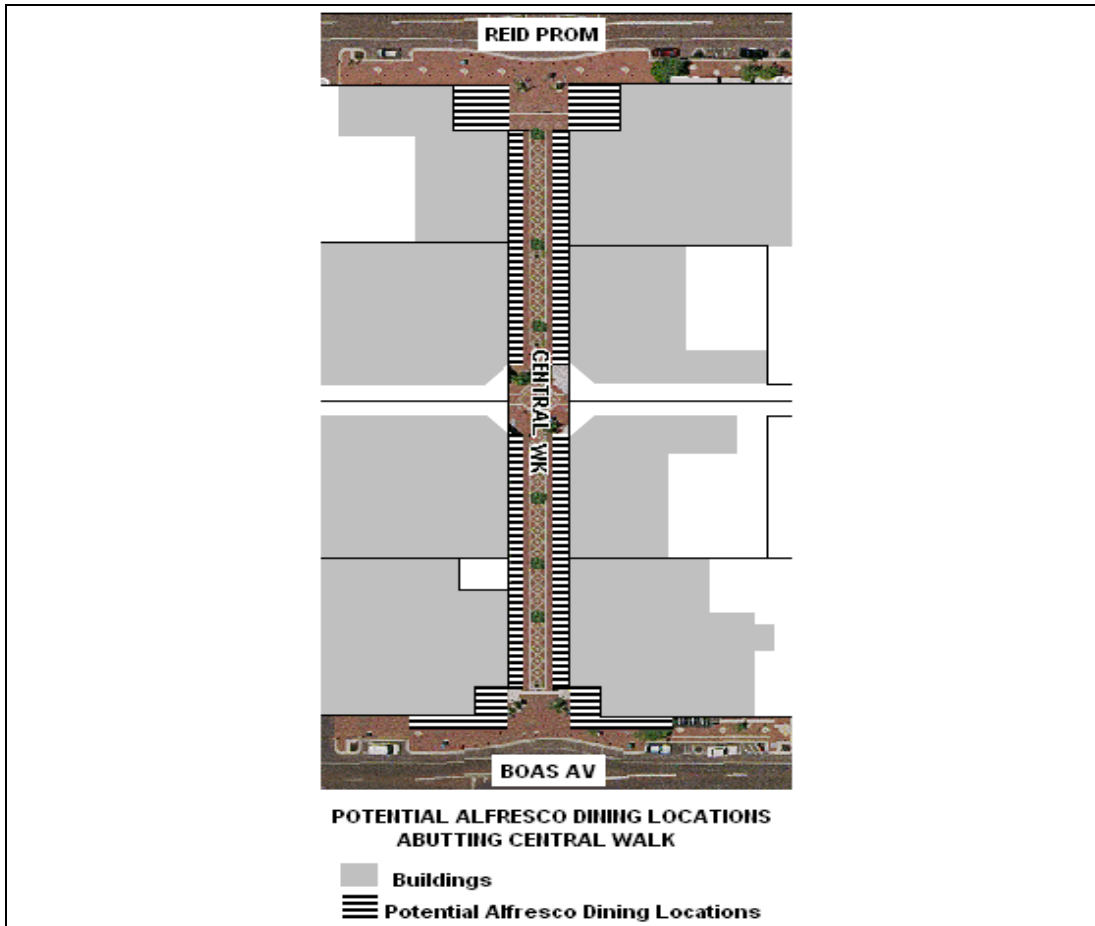 REID PROM
CENTRAL WK
BOAS AV
POTENTIAL ALFRESCO DINING LOCATIONS
ABUTTING CENTRAL WALK
Buildings
Potential Alfresco Dining Locations